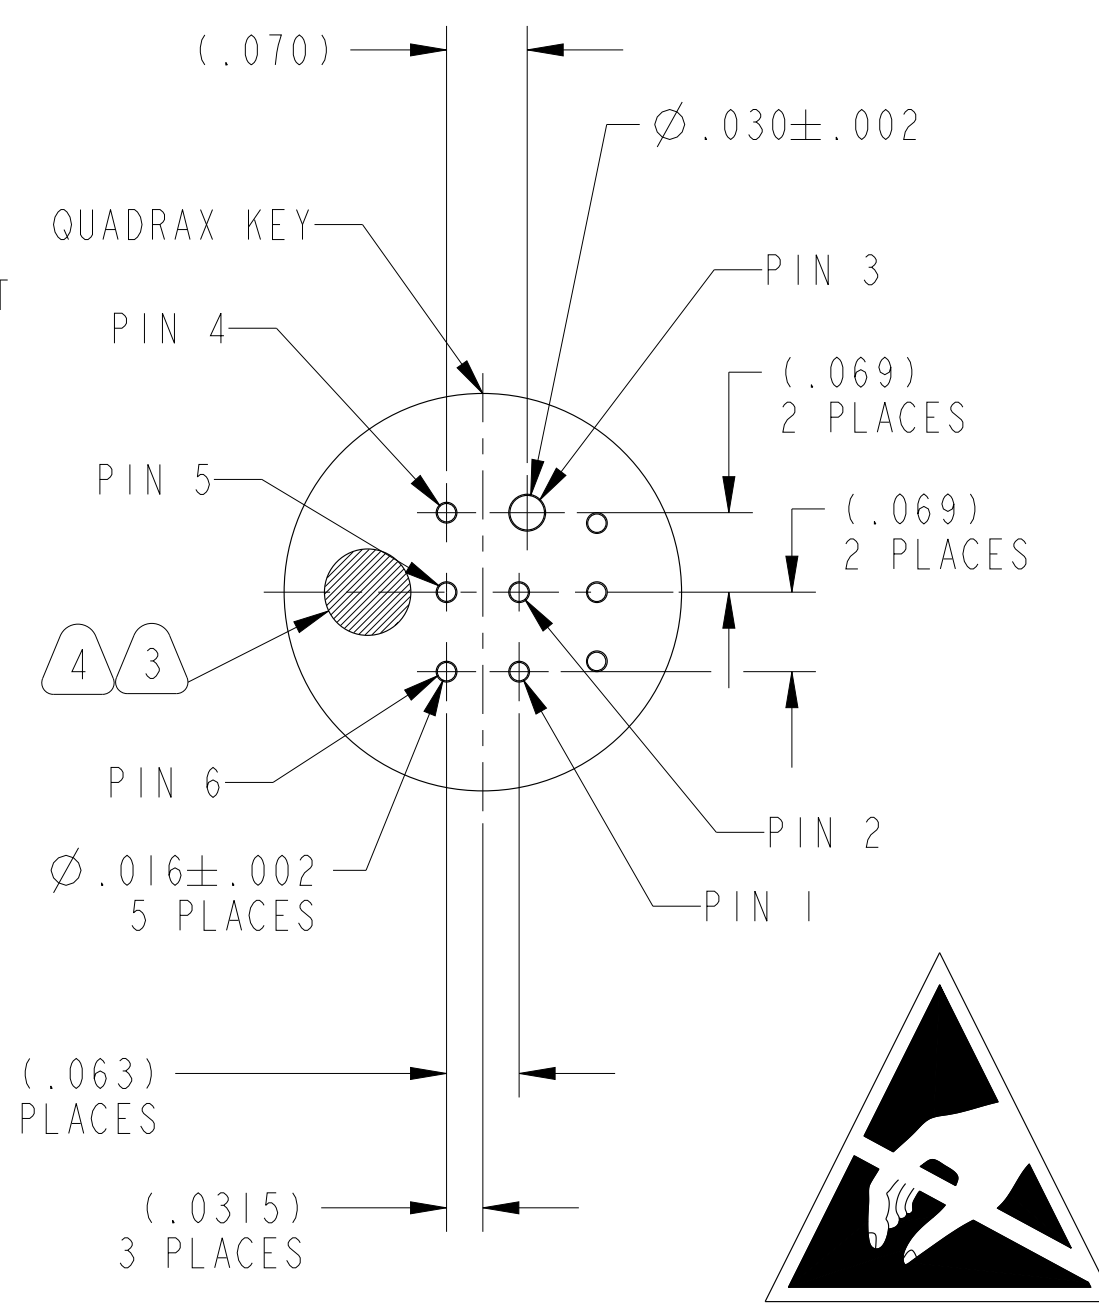 (.070)
Ø .030±.002
QUADRAX KEY
PIN 3
T
PIN 4
(.069)
2 PLACES
PIN 5
(.069)
2 PLACES
4 3
PIN 6
PIN 2
Ø .016±.002
5 PLACES
PIN 1
(.063)
PLACES
(.0315)
3 PLACES